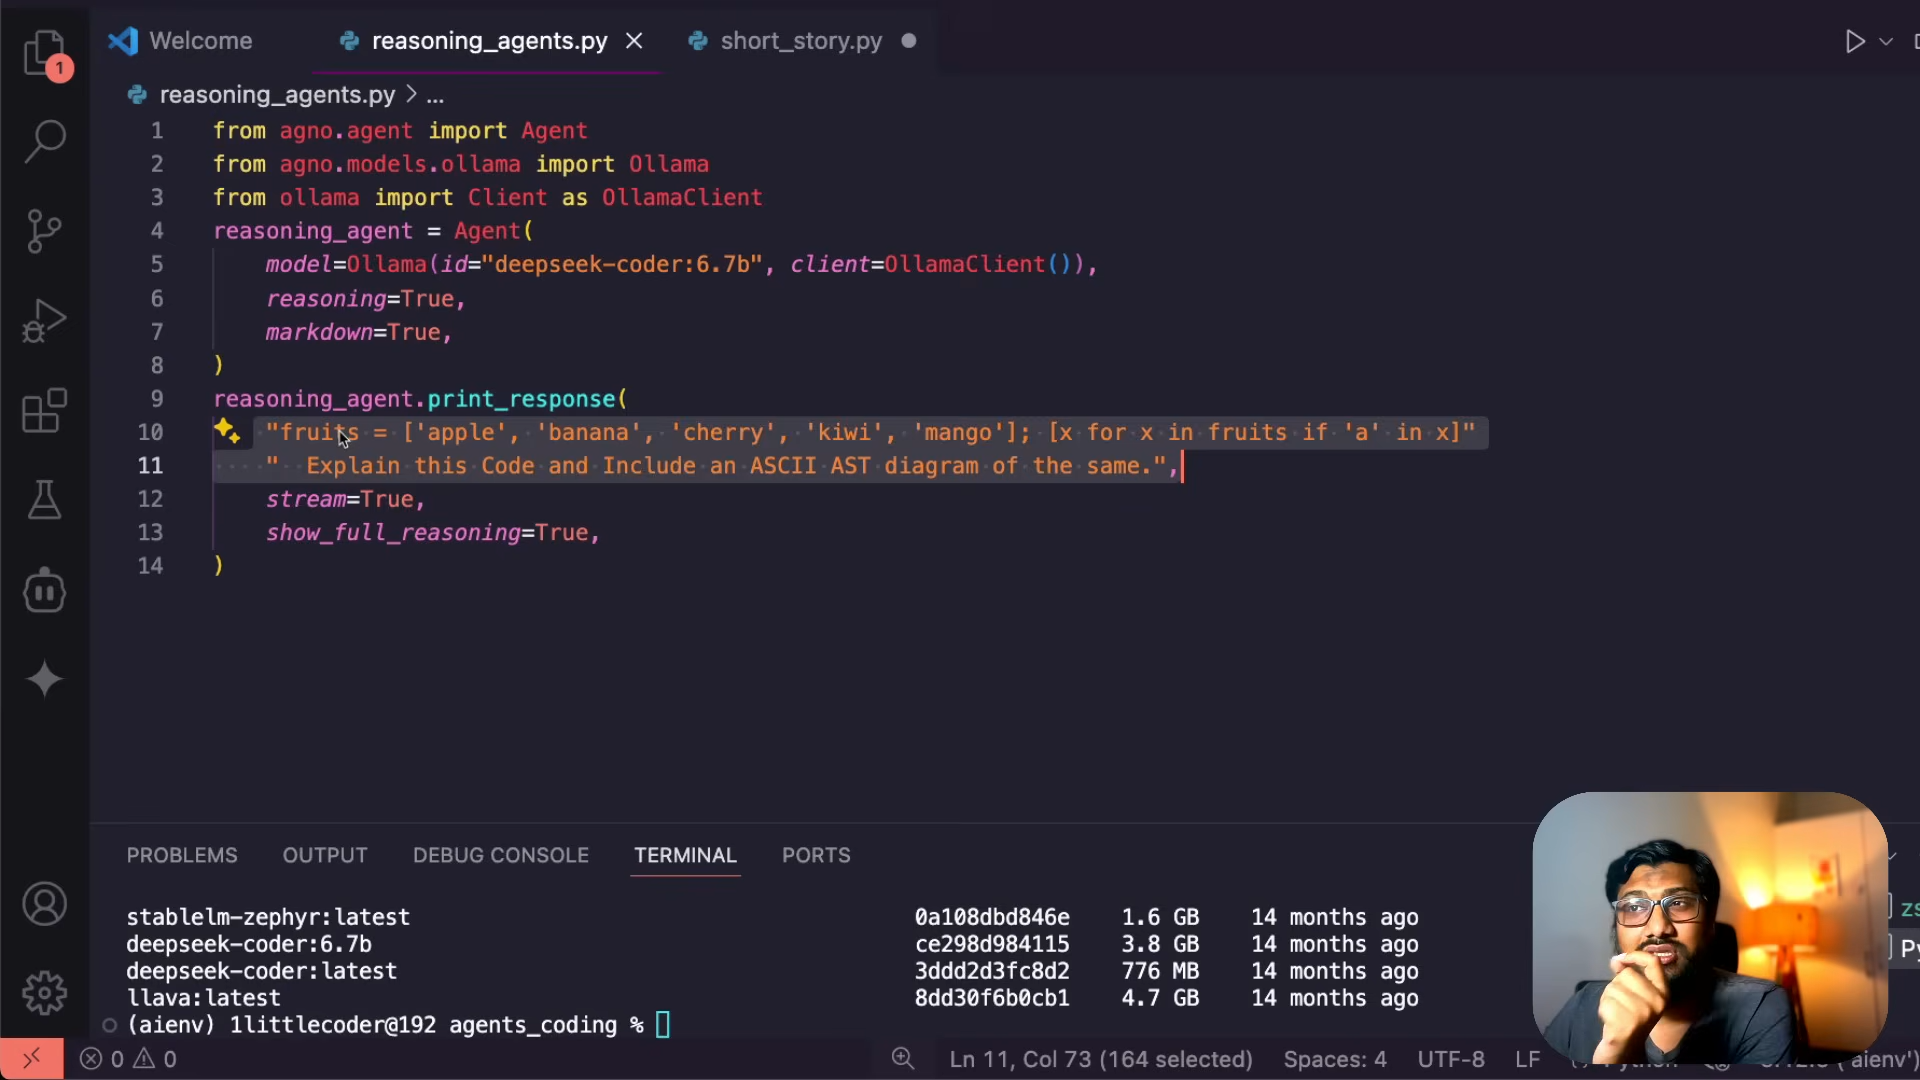 Welcome
reasoning_agents.py
short_story.py
1
reasoning_agents.py > ...
1 from agno.agent import Agent
2 from agno.models.ollama import Ollama
3 from ollama import Client as OllamaClient
4 reasoning_agent = Agent(
5 model=Ollama(id="deepseek-coder:6.7b", client=OllamaClient()),
6 reasoning=True,
7 markdown=True,
8 )
9 reasoning_agent.print_response(
10 "fruits = ['apple', 'banana', 'cherry', 'kiwi', 'mango']; [x for x in fruits if 'a' in x]"
11 "  Explain this Code and Include an ASCII AST diagram of the same.",
12 stream=True,
13 show_full_reasoning=True,
14 )
PROBLEMS OUTPUT DEBUG CONSOLE TERMINAL PORTS
stablelm-zephyr:latest 0a108dbd846e 1.6 GB 14 months ago
deepseek-coder:6.7b ce298d984115 3.8 GB 14 months ago
deepseek-coder:latest 3ddd2d3fc8d2 776 MB 14 months ago
llava:latest 8dd30f6b0cb1 4.7 GB 14 months ago
(aienv) 1littlecoder@192 agents_coding %
0 0 Ln 11, Col 73 (164 selected) Spaces: 4 UTF-8 LF